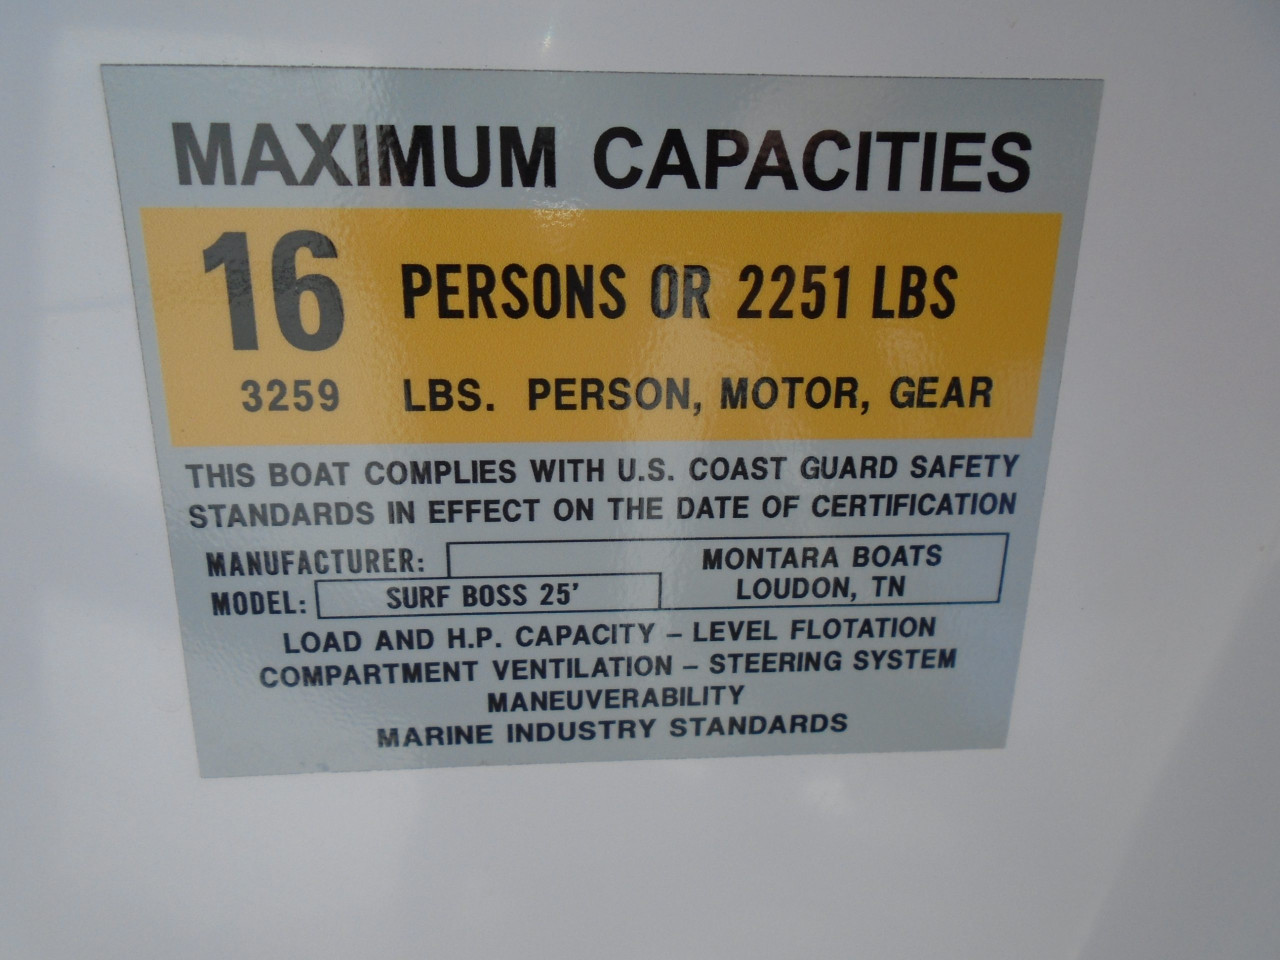 MAXIMUM CAPACITIES
16 PERSONS OR 2251 LBS
3259 LBS. PERSON, MOTOR, GEAR
THIS BOAT COMPLIES WITH U.S. COAST GUARD SAFETY
STANDARDS IN EFFECT ON THE DATE OF CERTIFICATION
MANUFACTURER: MONTARA BOATS
MODEL: SURF BOSS 25' LOUDON, TN
LOAD AND H.P. CAPACITY – LEVEL FLOTATION
COMPARTMENT VENTILATION – STEERING SYSTEM
MANEUVERABILITY
MARINE INDUSTRY STANDARDS